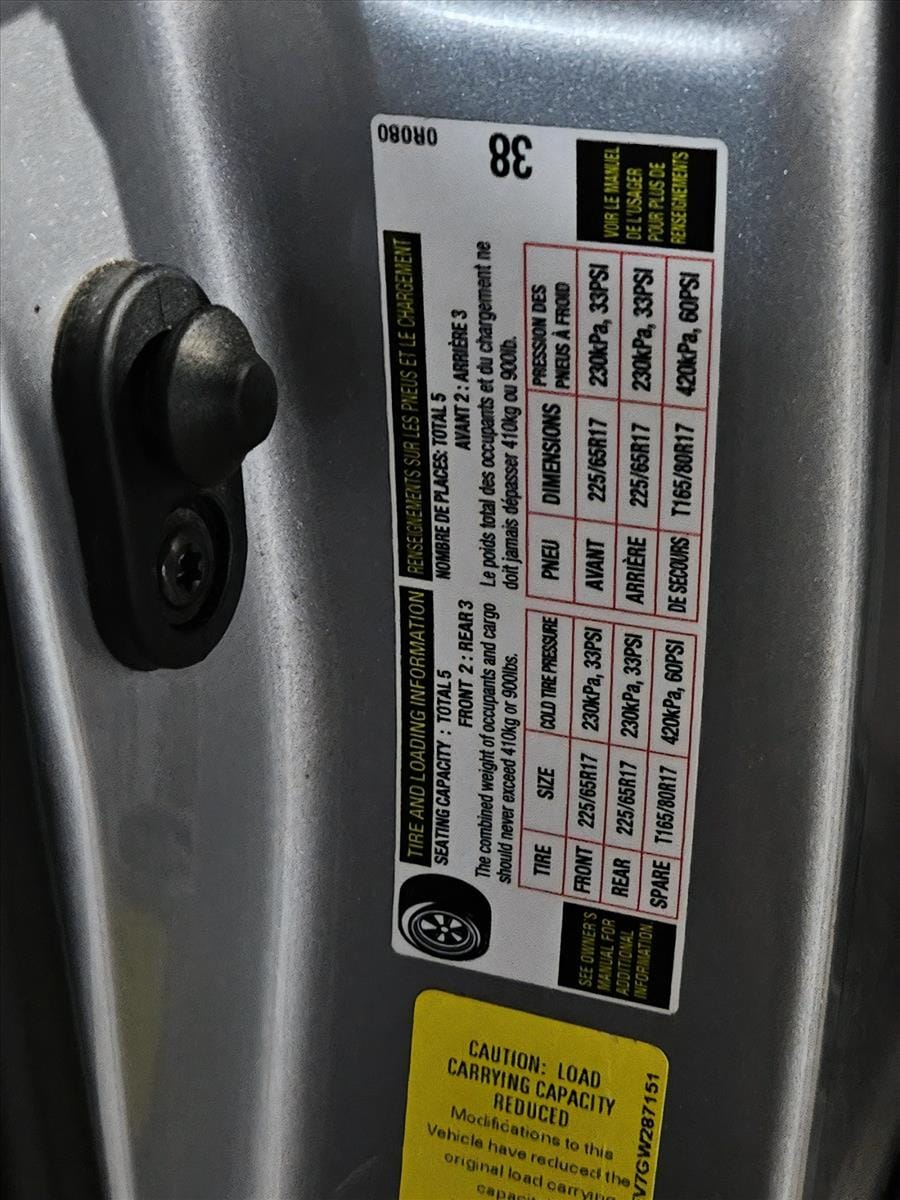 TIRE AND LOADING INFORMATION
SEATING CAPACITY : TOTAL 5
FRONT 2 : REAR 3
The combined weight of occupants and cargo
should never exceed 410kg or 900lbs.
TIRE SIZE COLD TIRE PRESSURE
FRONT 225/65R17 230kPa, 33PSI
REAR 225/65R17 230kPa, 33PSI
SPARE T165/80R17 420kPa, 60PSI
SEE OWNER'S
MANUAL FOR
ADDITIONAL
INFORMATION
RENSEIGNEMENTS SUR LES PNEUS ET LE CHARGEMENT
NOMBRE DE PLACES: TOTAL 5
AVANT 2 : ARRIÈRE 3
Le poids total des occupants et du chargement ne
doit jamais dépasser 410kg ou 900lb.
PNEU DIMENSIONS PRESSION DES
PNEUS À FROID
AVANT 225/65R17 230kPa, 33PSI
ARRIÈRE 225/65R17 230kPa, 33PSI
DE SECOURS T165/80R17 420kPa, 60PSI
VOIR LE MANUEL
DE L'USAGER
POUR PLUS DE
RENSEIGNEMENTS
0R080
38
CAUTION: LOAD
CARRYING CAPACITY
REDUCED
Modifications to this
Vehicle have reduced the
original load carrying
V7GW287151